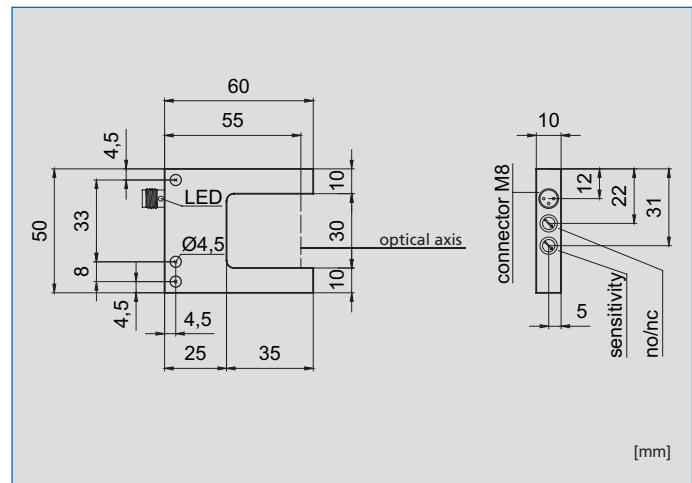 60
55
4,5
LED
10
33
50
30
optical axis
Ø4,5
8
10
4,5
4,5
25
35
10
connector M8
12
22
31
5
sensitivity
no/nc
[mm]